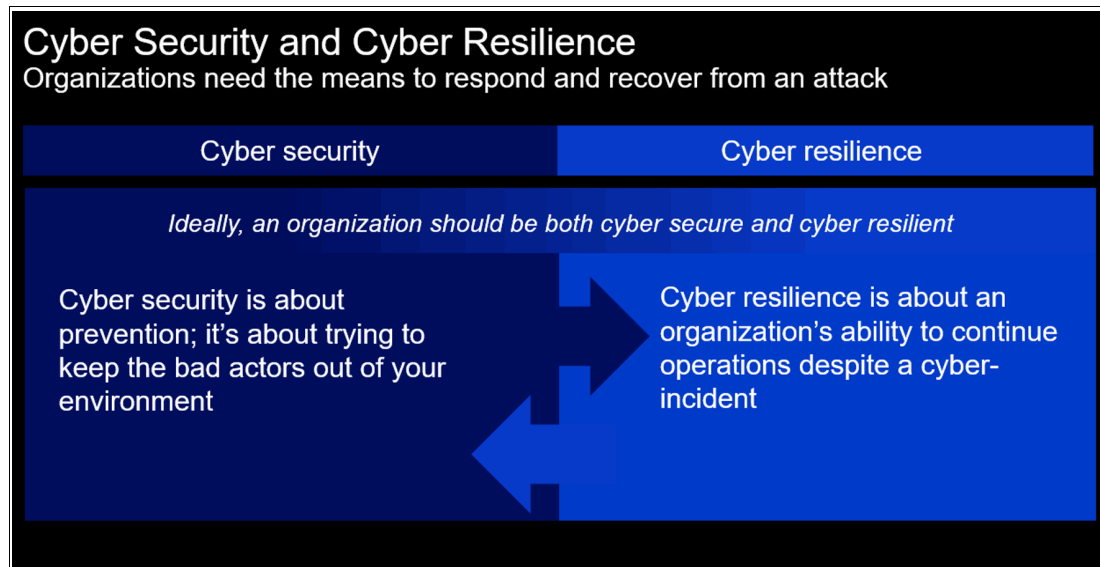 Cyber Security and Cyber Resilience
Organizations need the means to respond and recover from an attack
Cyber security
Cyber resilience
Ideally, an organization should be both cyber secure and cyber resilient
Cyber security is about
prevention; it's about trying to
keep the bad actors out of your
environment
Cyber resilience is about an
organization's ability to continue
operations despite a cyber-
incident